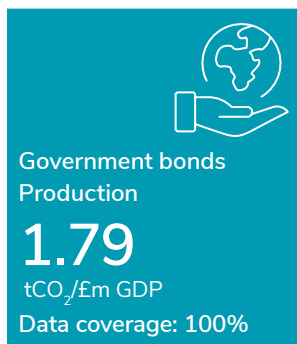 Government bonds
Production
1.79
tCO₂/£m GDP
Data coverage: 100%